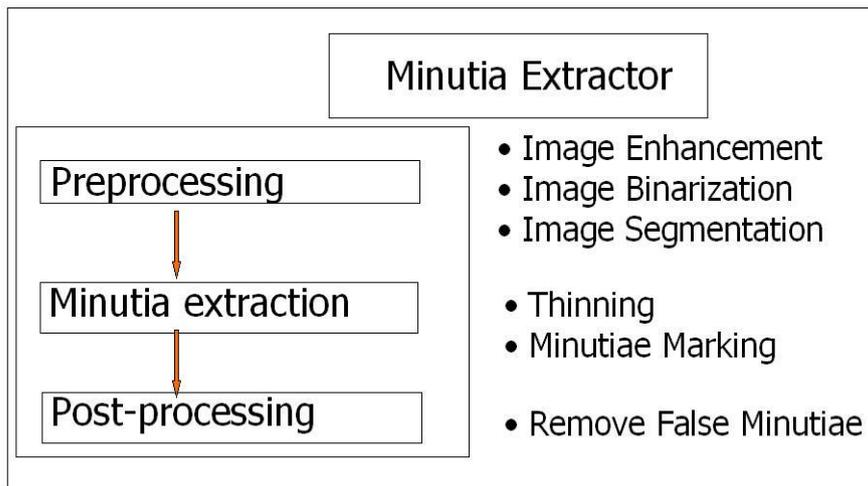 Minutia Extractor
Preprocessing
• Image Enhancement
• Image Binarization
• Image Segmentation
Minutia extraction
• Thinning
• Minutiae Marking
Post-processing
• Remove False Minutiae